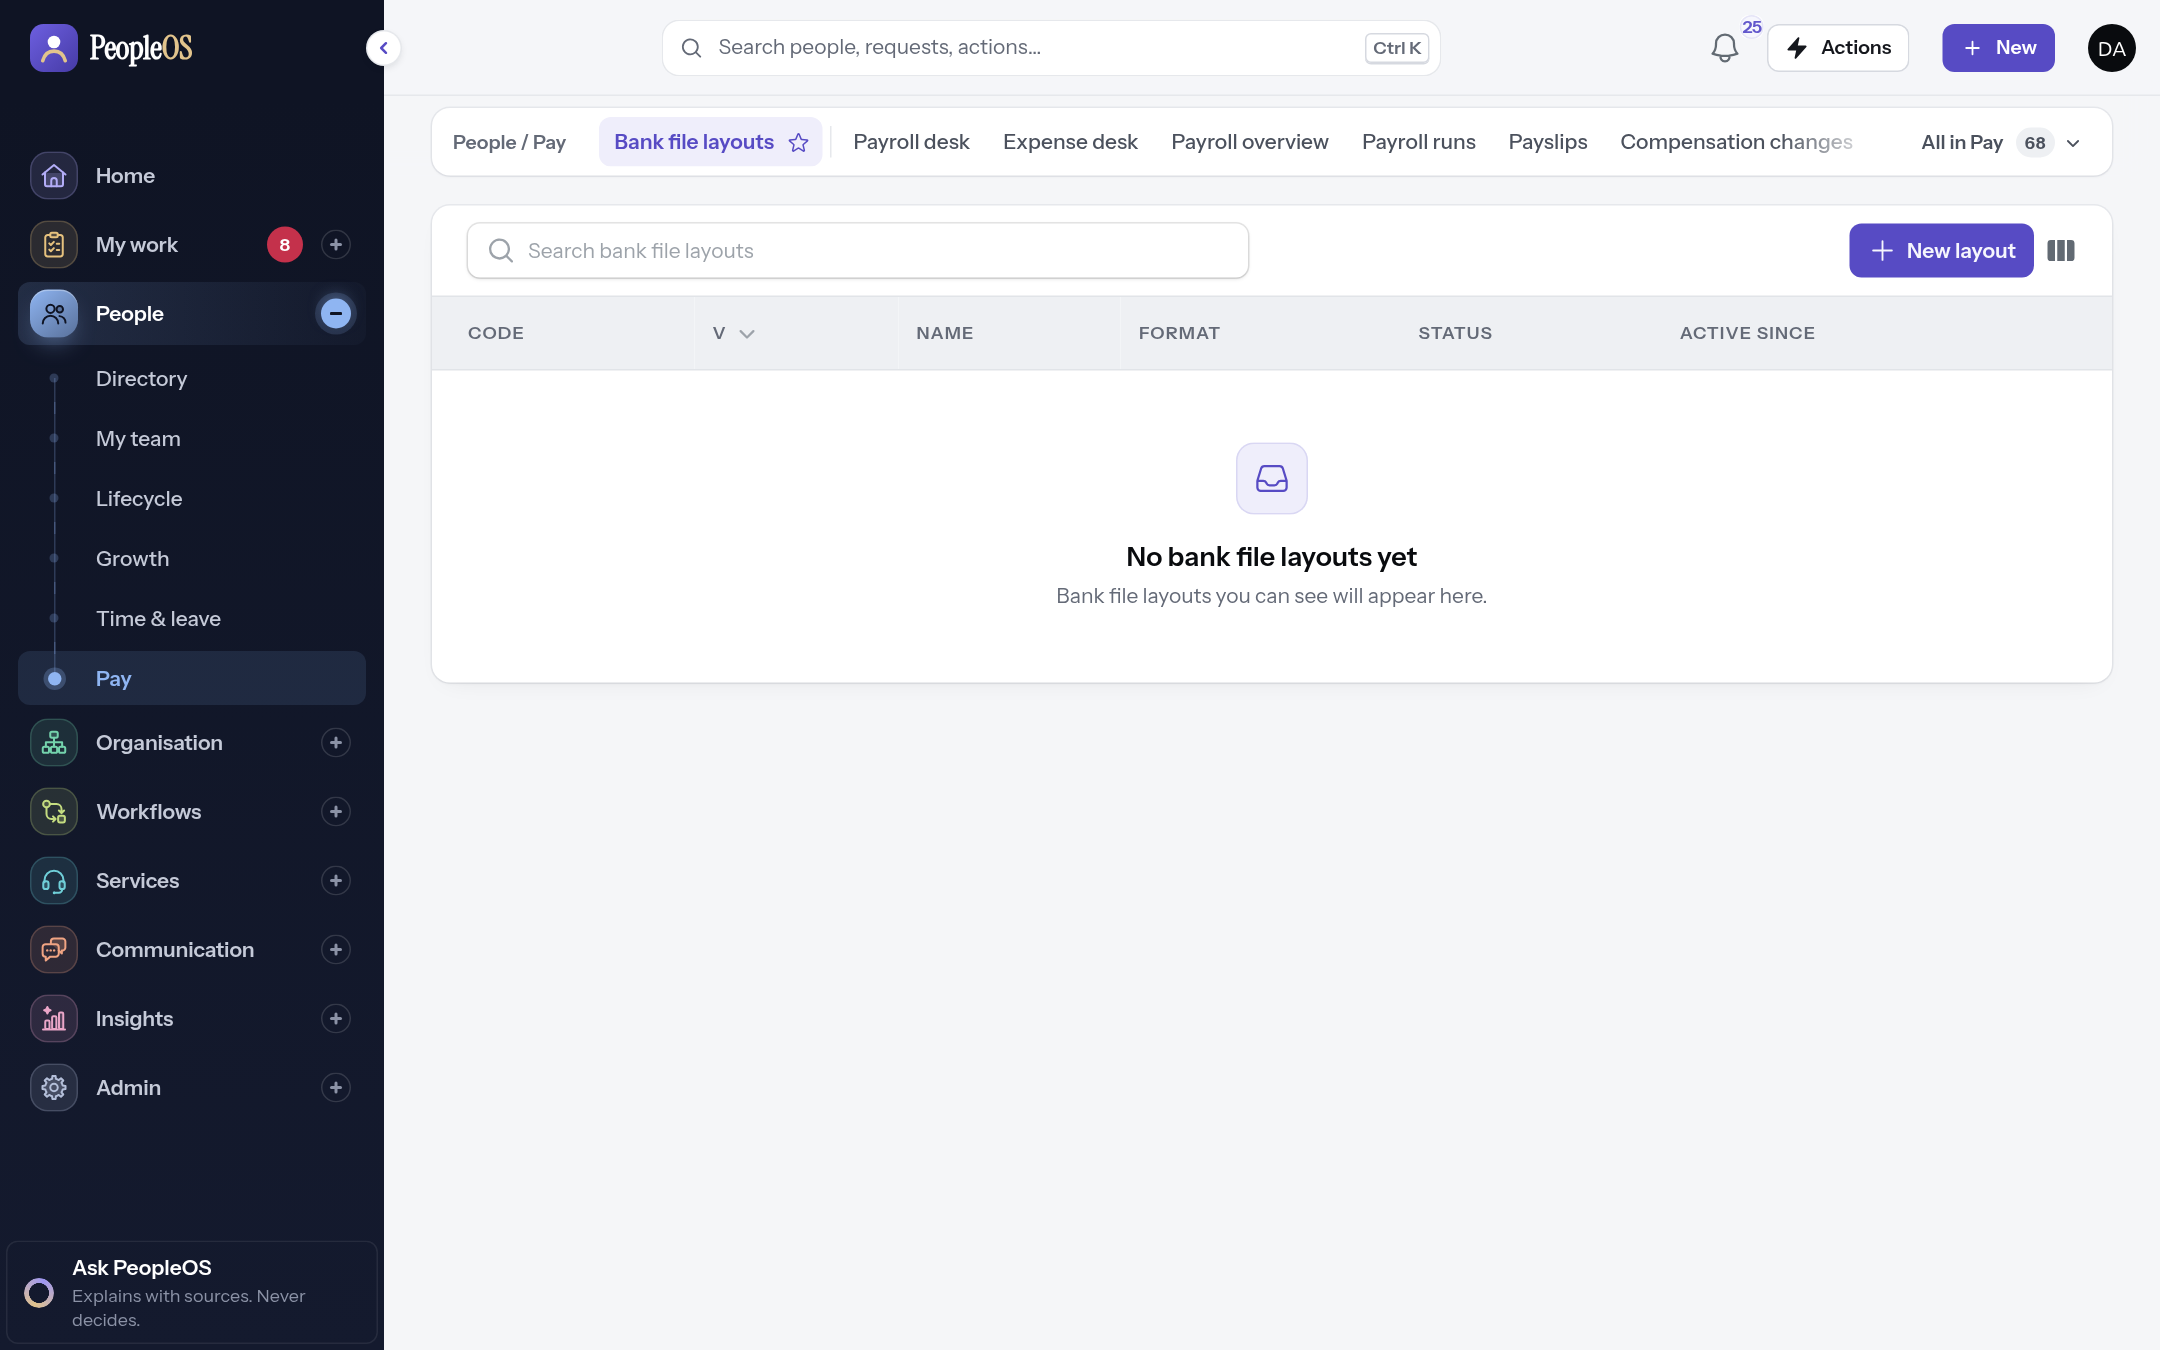 PeopleOS
Search people, requests, actions...
Ctrl K
25
Actions
New
DA
Home
My work
8
People
Directory
My team
Lifecycle
Growth
Time & leave
Pay
Organisation
Workflows
Services
Communication
Insights
Admin
Ask PeopleOS
Explains with sources. Never
decides.
People / Pay
Bank file layouts
Payroll desk
Expense desk
Payroll overview
Payroll runs
Payslips
Compensation changes
All in Pay
68
Search bank file layouts
New layout
CODE
V
NAME
FORMAT
STATUS
ACTIVE SINCE
No bank file layouts yet
Bank file layouts you can see will appear here.